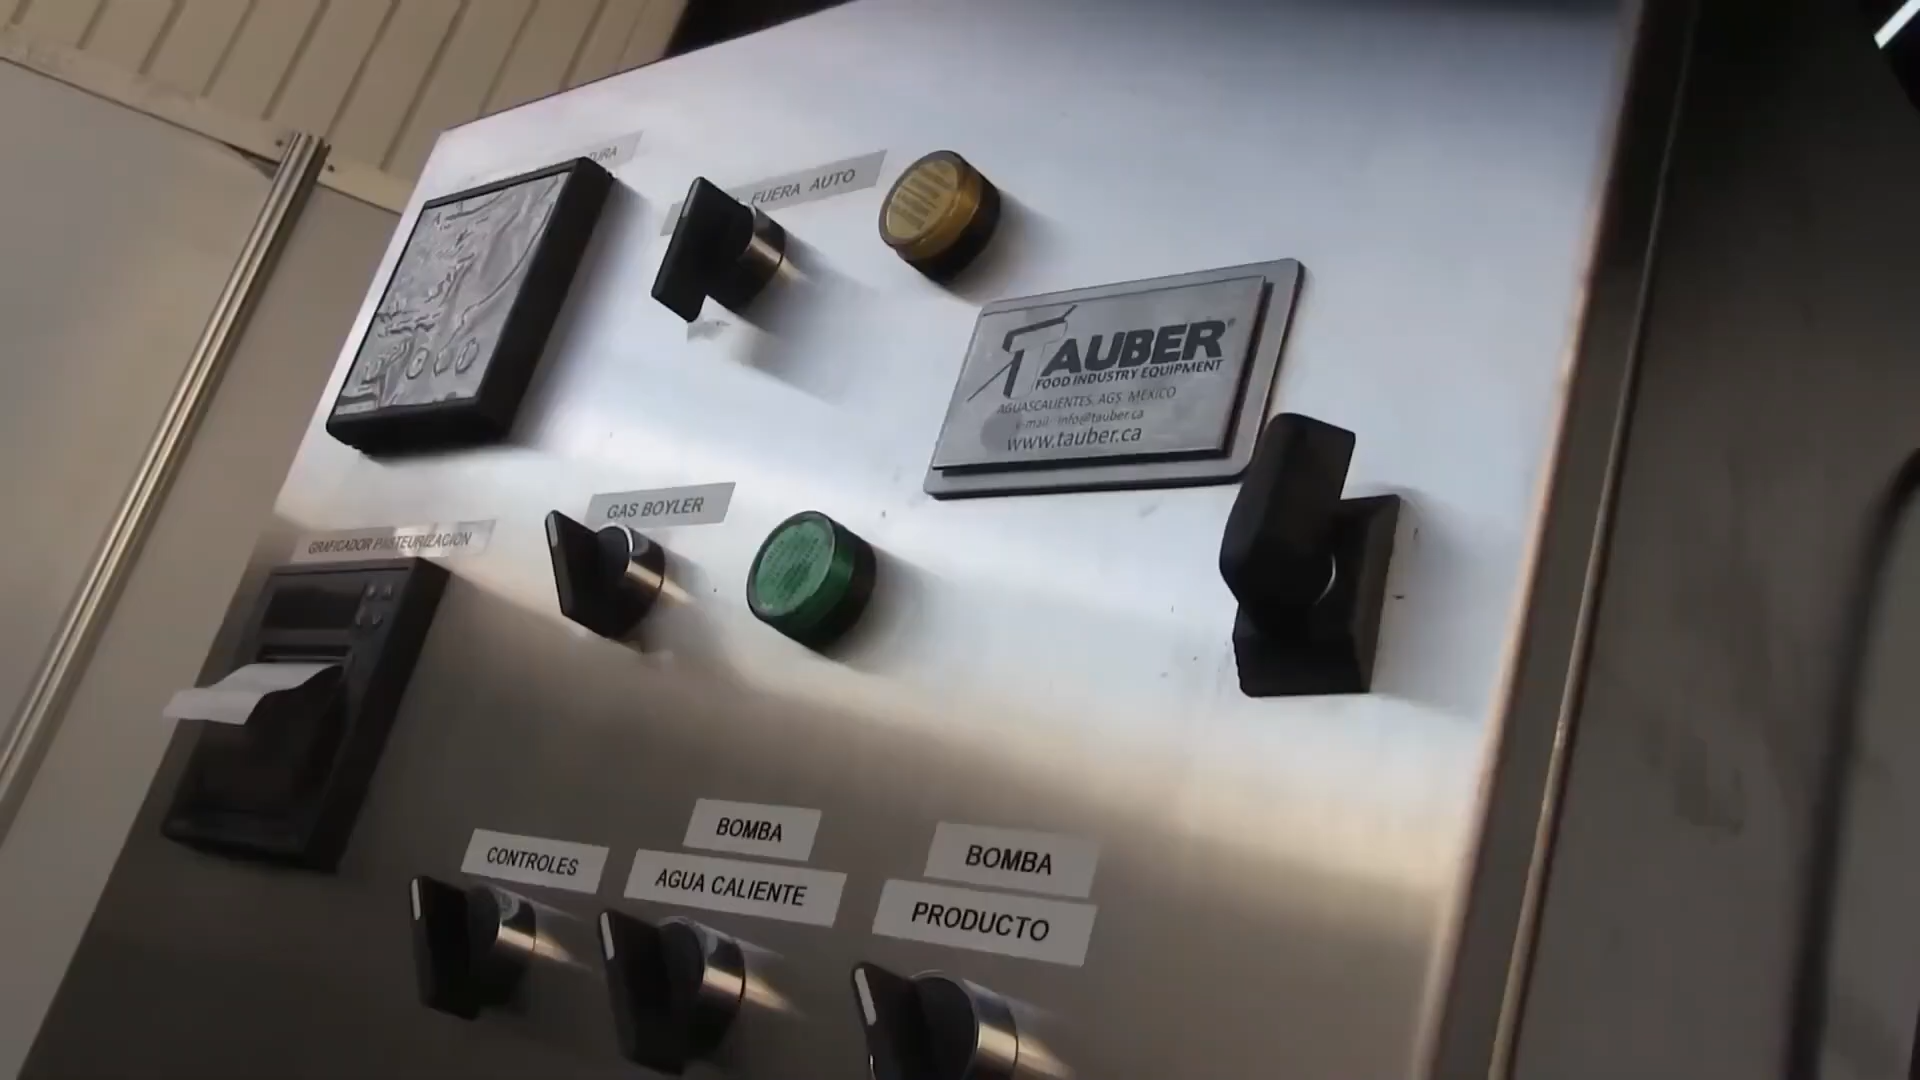 FUERA AUTO
TAUBER®
FOOD INDUSTRY EQUIPMENT
AGUASCALIENTES, AGS. MEXICO
e-mail: info@tauber.ca
www.tauber.ca
GAS BOYLER
GRAFICADOR PASTEURIZACION
CONTROLES
BOMBA
AGUA CALIENTE
BOMBA
PRODUCTO